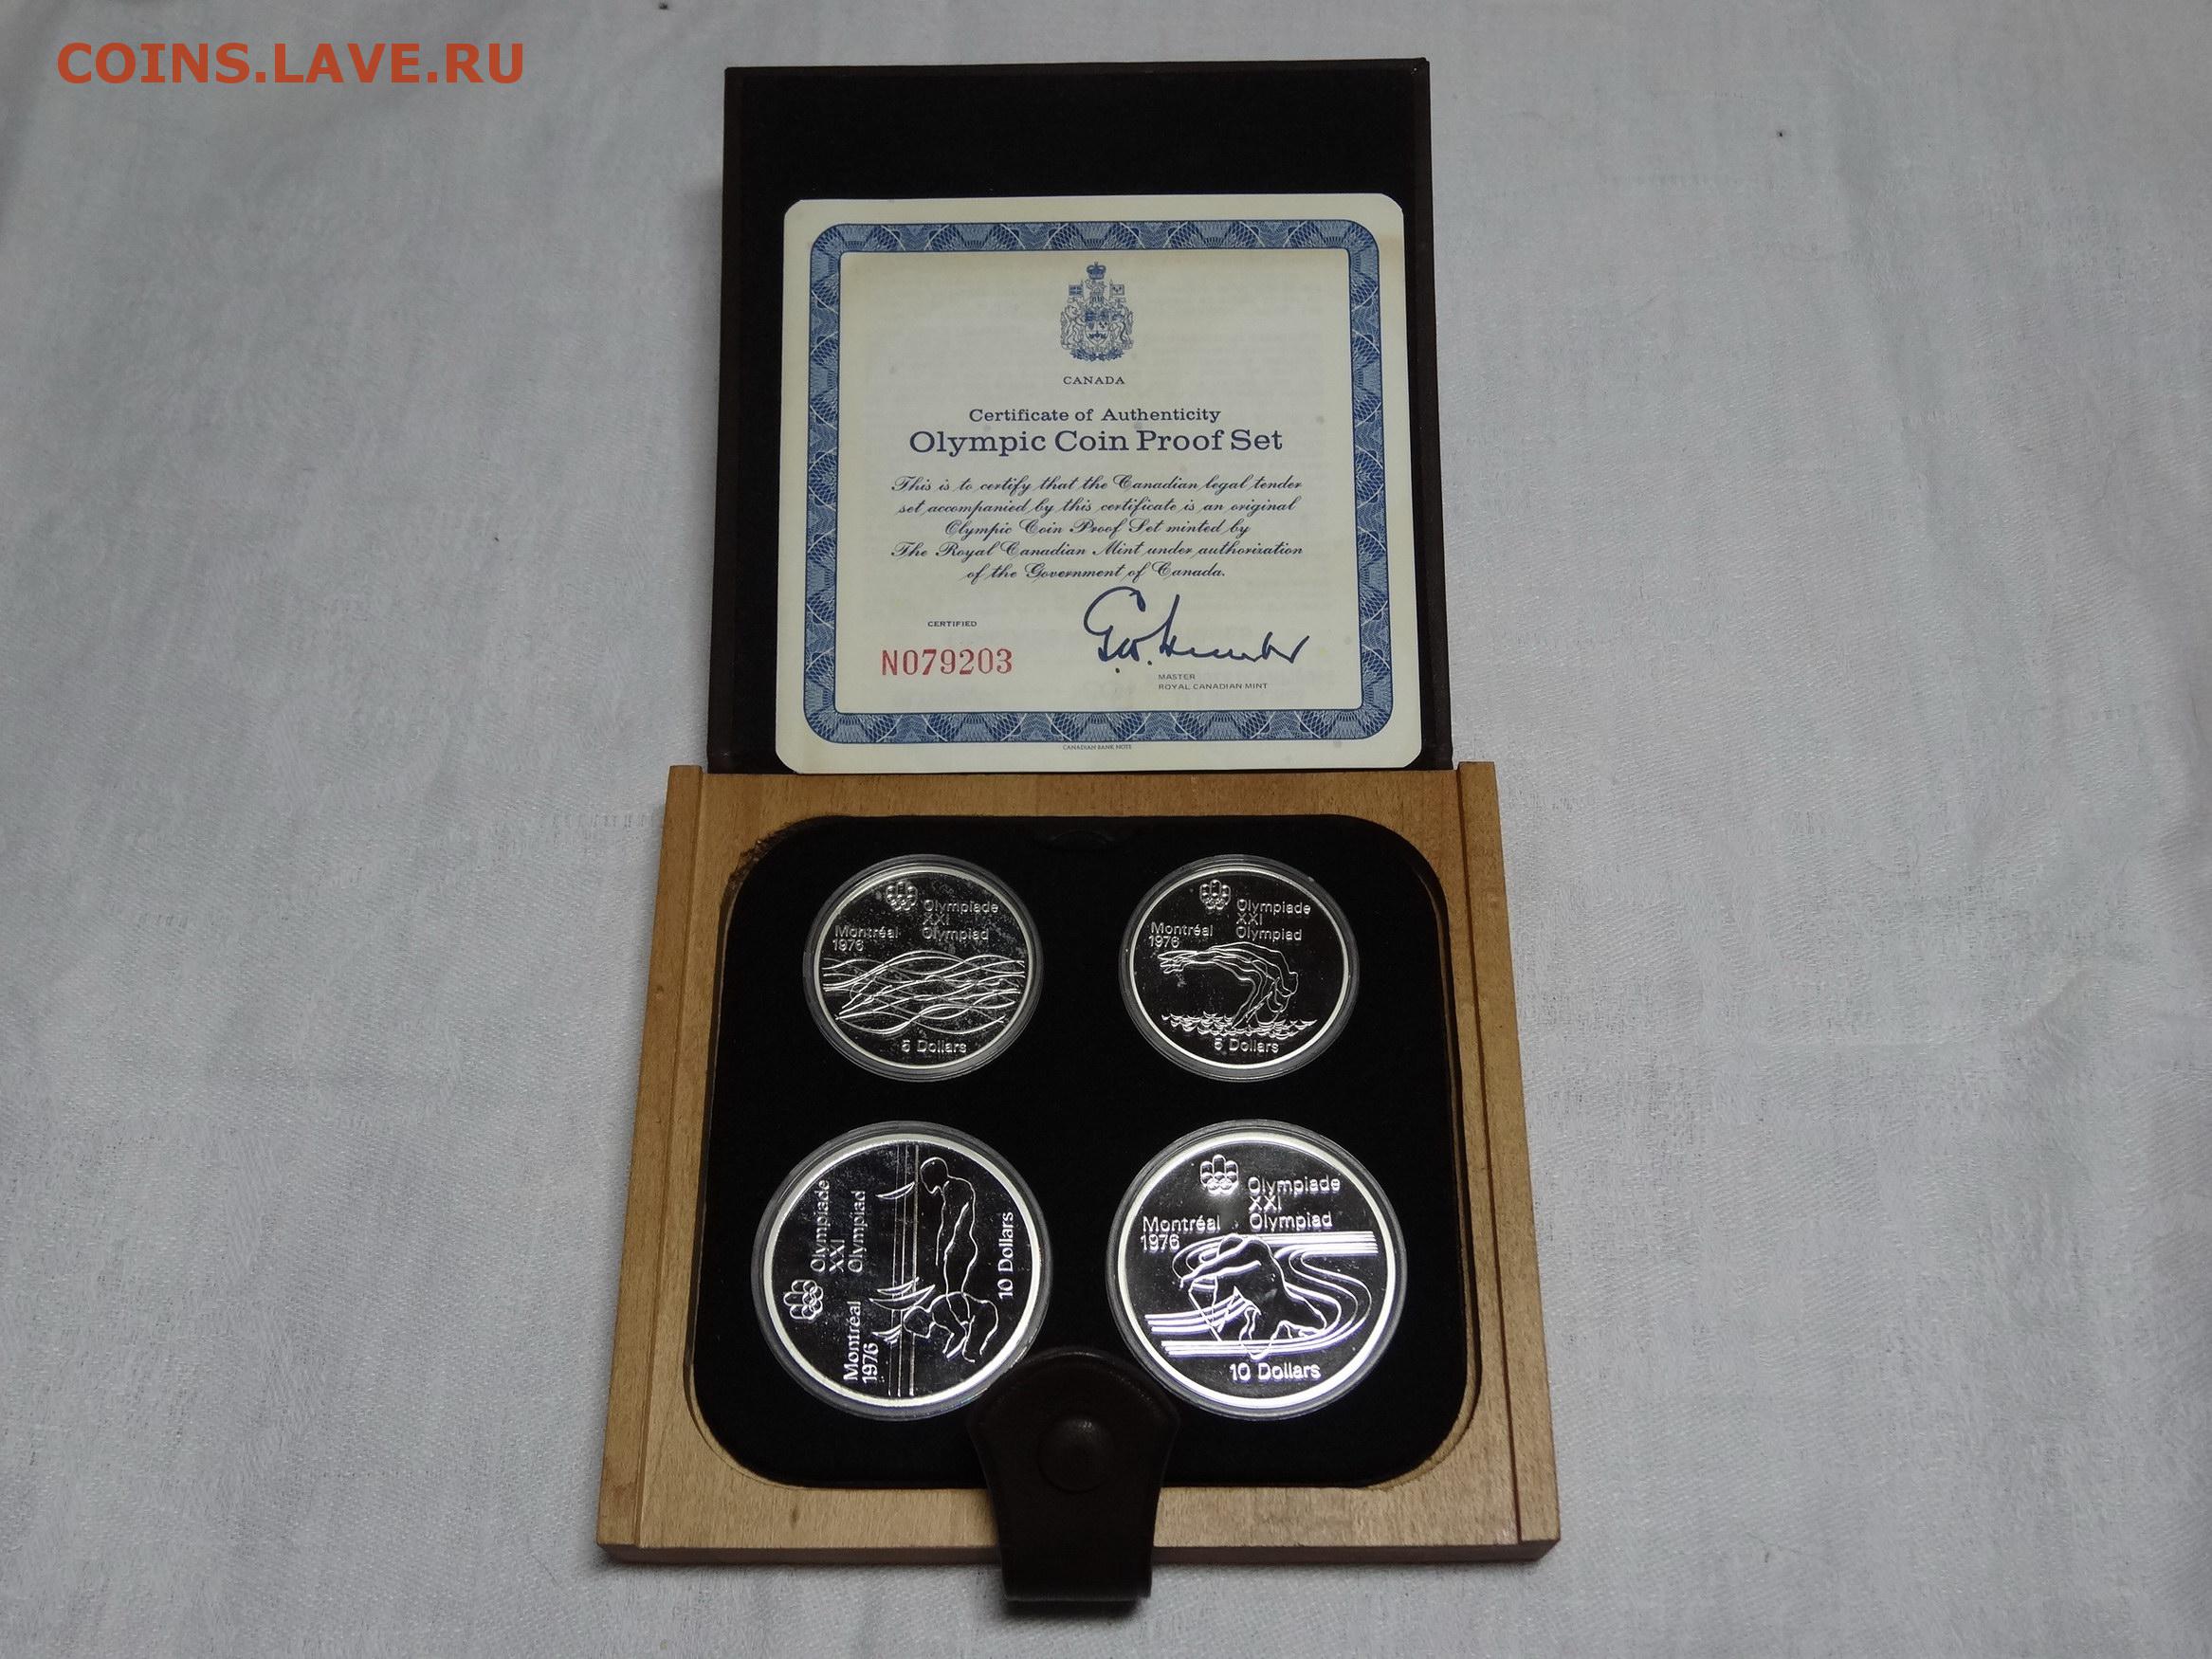 COINS.LAVE.RU
CANADA
Certificate of Authenticity
Olympic Coin Proof Set
This is to certify that the Canadian legal tender
set accompanied by this certificate is an original
Olympic Coin Proof Set minted by
The Royal Canadian Mint under authorization
of the Government of Canada.
CERTIFIED
N079203
MASTER
ROYAL CANADIAN MINT
CANADIAN BANK NOTE
Olympiade
XXI
Olympiad
Montréal
1976
5 Dollars
Olympiade
XXI
Olympiad
Montréal
1976
5 Dollars
Olympiade
XXI
Olympiad
Montréal
1976
10 Dollars
Olympiade
XXI
Olympiad
Montréal
1976
10 Dollars